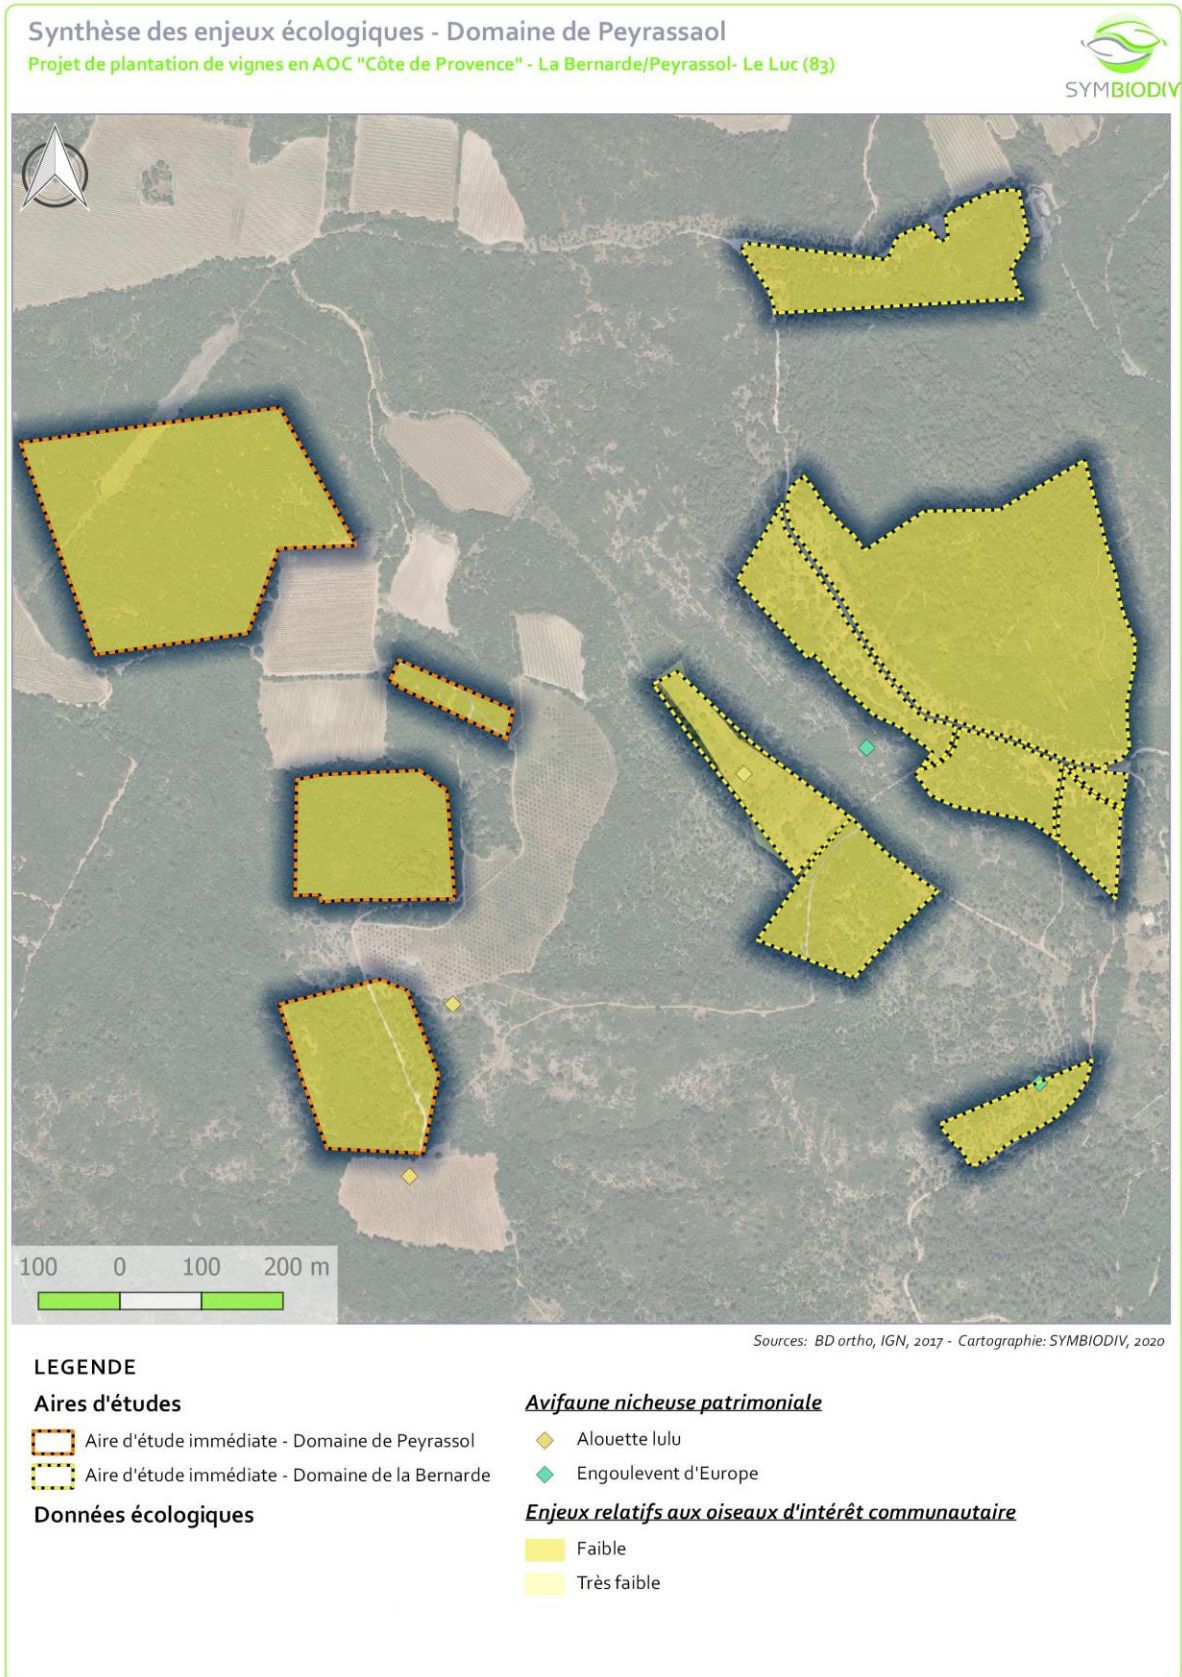 Synthèse des enjeux écologiques - Domaine de Peyrassaol
Projet de plantation de vignes en AOC "Côte de Provence" - La Bernarde/Peyrassol- Le Luc (83)
SYMBIODIV
100 0 100 200 m
Sources: BD ortho, IGN, 2017 - Cartographie: SYMBIODIV, 2020
LEGENDE
Aires d'études
Aire d'étude immédiate - Domaine de Peyrassol
Aire d'étude immédiate - Domaine de la Bernarde
Données écologiques
Avifaune nicheuse patrimoniale
Alouette lulu
Engoulevent d'Europe
Enjeux relatifs aux oiseaux d'intérêt communautaire
Faible
Très faible